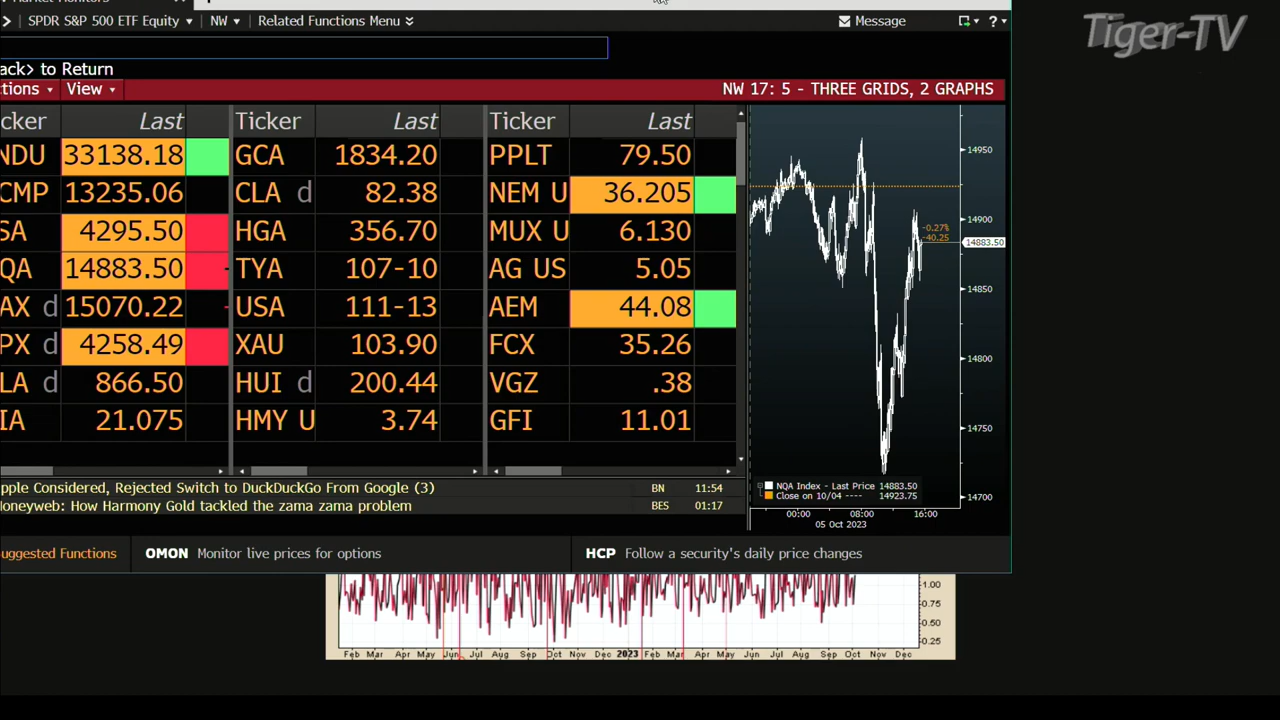 Market Monitors
Tiger-TV
SPDR S&P 500 ETF Equity NW Related Functions Menu Message ?
ack> to Return
ctions View NW 17: 5 - THREE GRIDS, 2 GRAPHS
cker Last Ticker Last Ticker Last
NDU 33138.18 GCA 1834.20 PPLT 79.50
CMP 13235.06 CLA d 82.38 NEM U 36.205
SA 4295.50 HGA 356.70 MUX U 6.130
QA 14883.50 TYA 107-10 AG US 5.05
AX d 15070.22 USA 111-13 AEM 44.08
PX d 4258.49 XAU 103.90 FCX 35.26
LA d 866.50 HUI d 200.44 VGZ .38
IA 21.075 HMY U 3.74 GFI 11.01
14950
14900
-0.27%
-40.25
14883.50
14850
14800
14750
14700
NQA Index - Last Price 14883.50
Close on 10/04 ---- 14923.75
00:00 08:00 16:00
05 Oct 2023
pple Considered, Rejected Switch to DuckDuckGo From Google (3) BN 11:54
oneyweb: How Harmony Gold tackled the zama zama problem BES 01:17
uggested Functions OMON Monitor live prices for options HCP Follow a security's daily price changes
1.00
0.75
0.50
0.25
Feb Mar Apr May Jun Jul Aug Sep Oct Nov Dec 2023 Feb Mar Apr May Jun Jul Aug Sep Oct Nov Dec